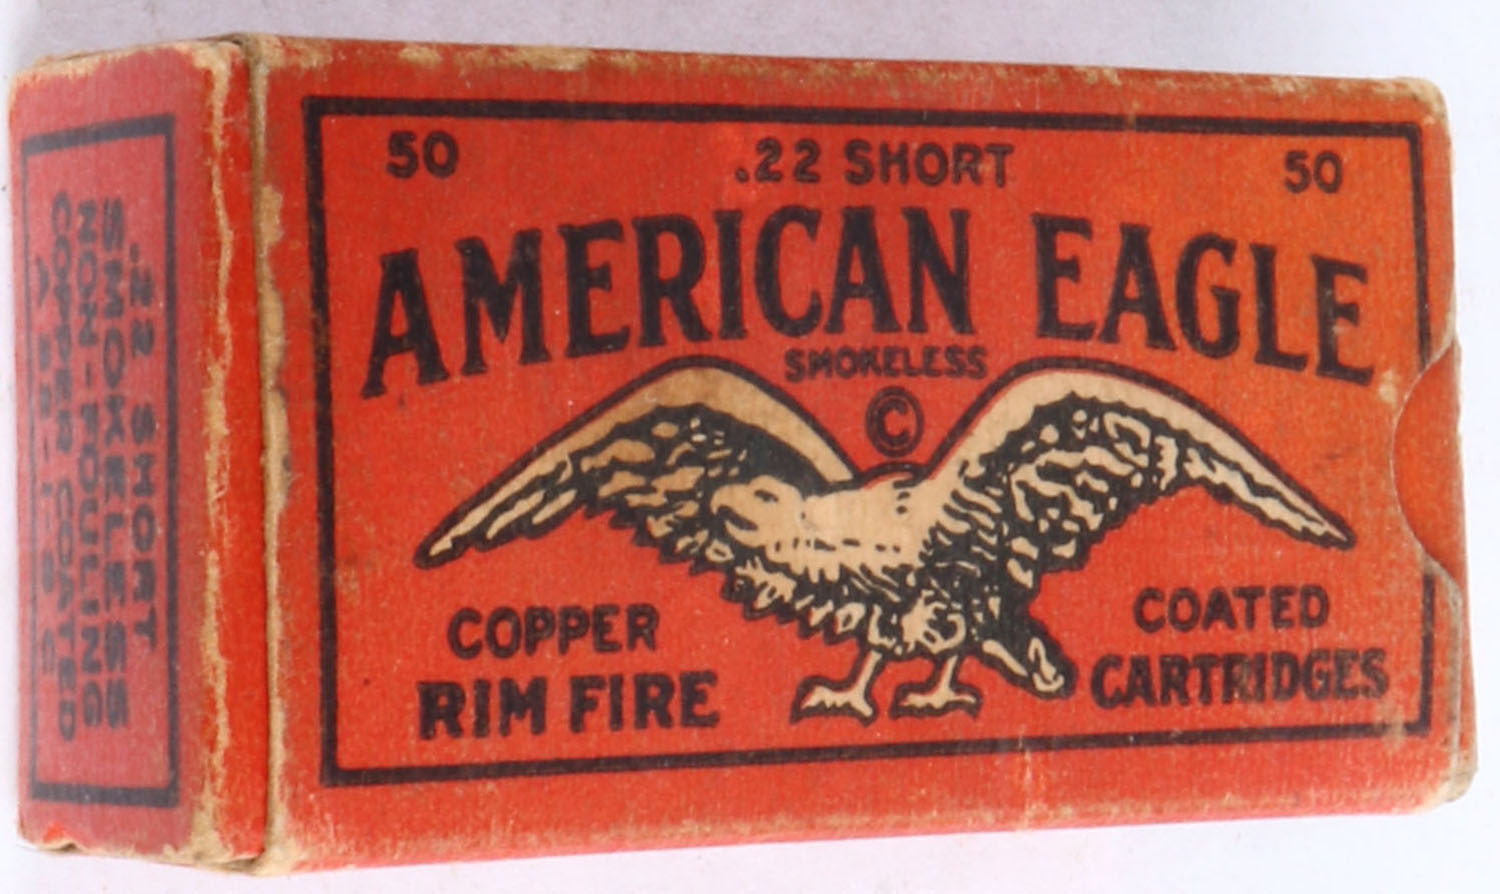 50 .22 SHORT 50
AMERICAN EAGLE
SMOKELESS
©
COPPER COATED
RIM FIRE CARTRIDGES
.22 SHORT
SMOKELESS
NON-FOULING
COPPER COATED